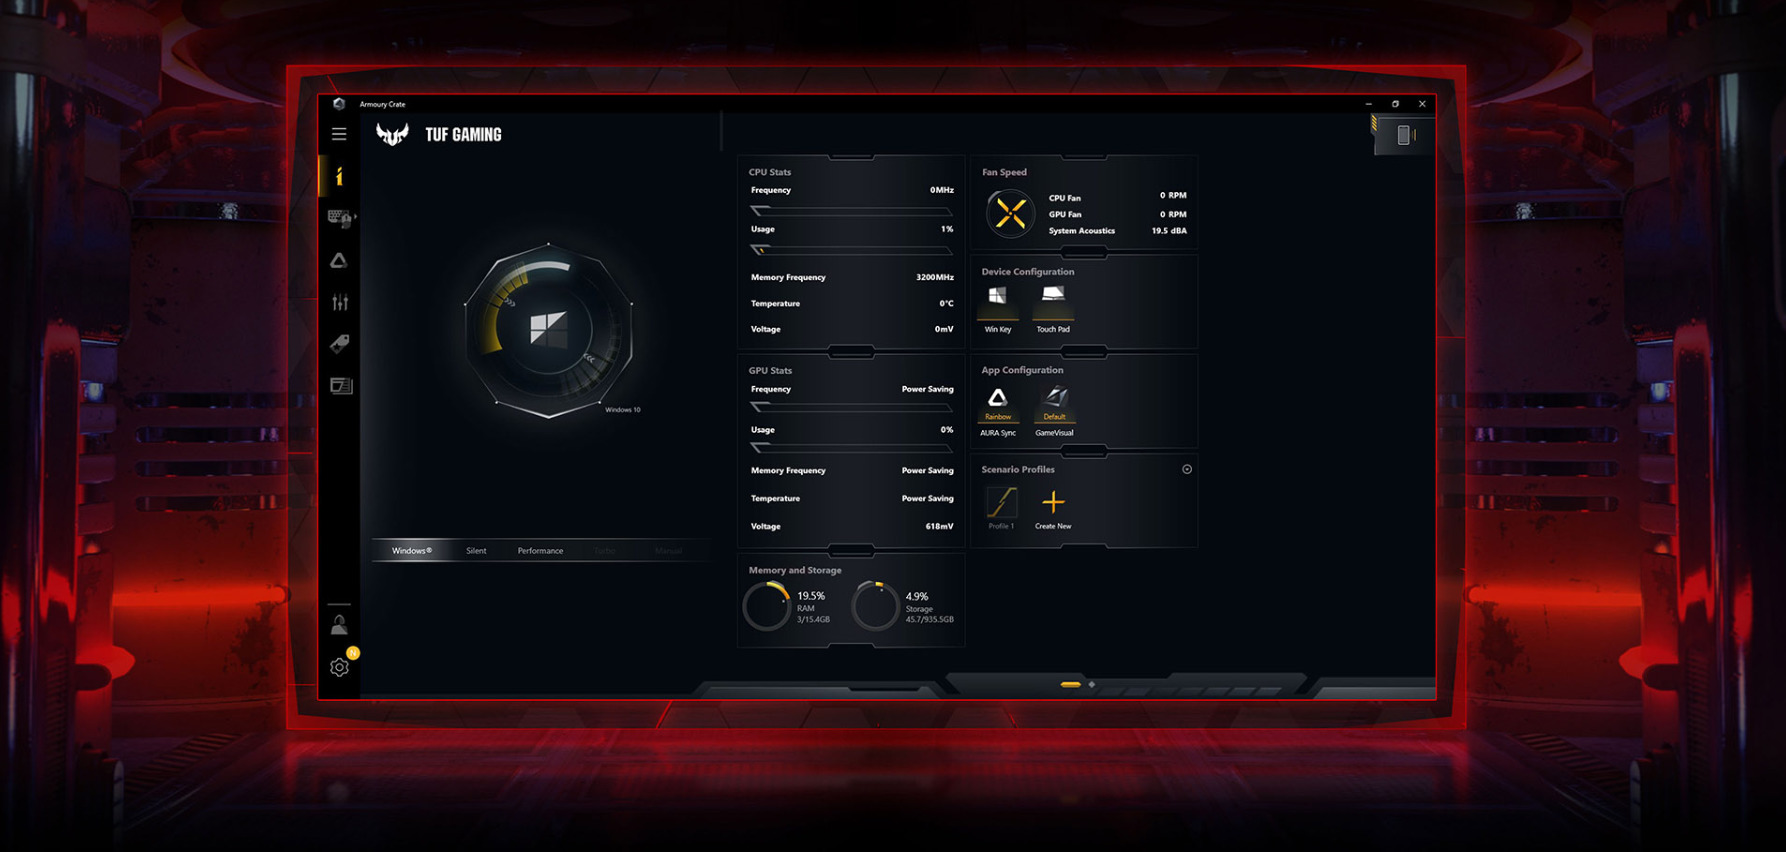 Armoury Crate
TUF GAMING
Windows 10
Windows®
Silent
Performance
Turbo
Manual
CPU Stats
Frequency 0MHz
Usage 1%
Memory Frequency 3200MHz
Temperature 0°C
Voltage 0mV
GPU Stats
Frequency Power Saving
Usage 0%
Memory Frequency Power Saving
Temperature Power Saving
Voltage 618mV
Memory and Storage
19.5%
RAM
3/15.4GB
4.9%
Storage
45.7/935.5GB
Fan Speed
CPU Fan 0 RPM
GPU Fan 0 RPM
System Acoustics 19.5 dBA
Device Configuration
Win Key
Touch Pad
App Configuration
Rainbow
AURA Sync
Default
GameVisual
Scenario Profiles
Profile 1
Create New
N